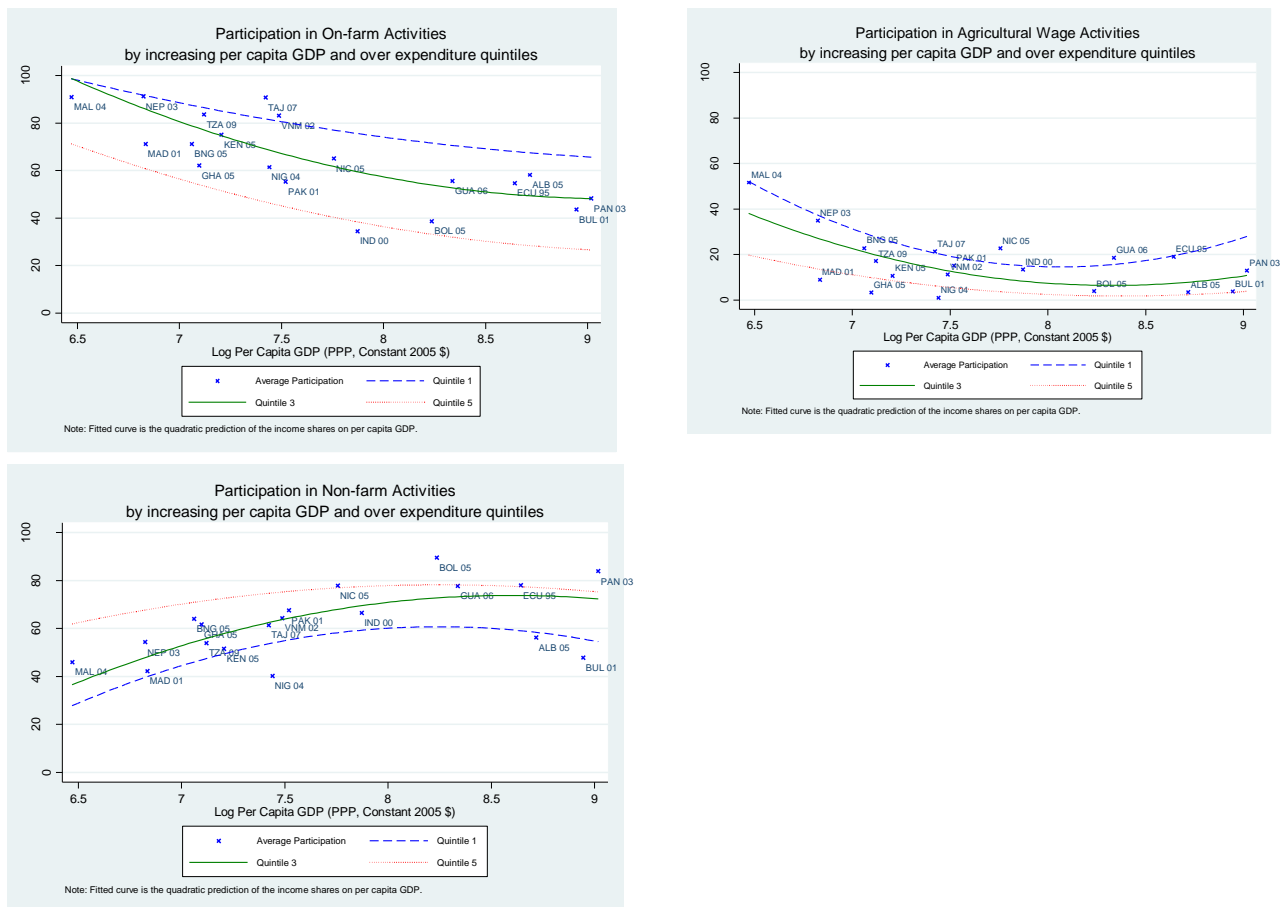 Participation in On-farm Activities
by increasing per capita GDP and over expenditure quintiles
100
80
60
40
20
0
MAL 04
NEP 03
TAJ 07
TZA 09
VNM 02
MAD 01
BNG 05
KEN 05
GHA 05
NIG 04
NIC 05
PAK 01
GUA 06
ECU 95
ALB 05
PAN 03
BUL 01
IND 00
BOL 05
6.5 7 7.5 8 8.5 9
Log Per Capita GDP (PPP, Constant 2005 $)
Average Participation Quintile 1
Quintile 3 Quintile 5
Note: Fitted curve is the quadratic prediction of the income shares on per capita GDP.
Participation in Agricultural Wage Activities
by increasing per capita GDP and over expenditure quintiles
100
80
60
40
20
0
MAL 04
NEP 03
BNG 05
TAJ 07
NIC 05
TZA 09
PAK 01
IND 00
GUA 06
ECU 95
PAN 03
MAD 01
KEN 05
VNM 02
GHA 05
NIG 04
BOL 05
ALB 05
BUL 01
6.5 7 7.5 8 8.5 9
Log Per Capita GDP (PPP, Constant 2005 $)
Average Participation Quintile 1
Quintile 3 Quintile 5
Note: Fitted curve is the quadratic prediction of the income shares on per capita GDP.
Participation in Non-farm Activities
by increasing per capita GDP and over expenditure quintiles
100
80
60
40
20
0
BOL 05
PAN 03
NIC 05
GUA 06
ECU 95
BNG 05
GHA 05
PAK 01
VNM 02
TAJ 07
IND 00
NEP 03
TZA 09
KEN 05
ALB 05
MAL 04
MAD 01
NIG 04
BUL 01
6.5 7 7.5 8 8.5 9
Log Per Capita GDP (PPP, Constant 2005 $)
Average Participation Quintile 1
Quintile 3 Quintile 5
Note: Fitted curve is the quadratic prediction of the income shares on per capita GDP.